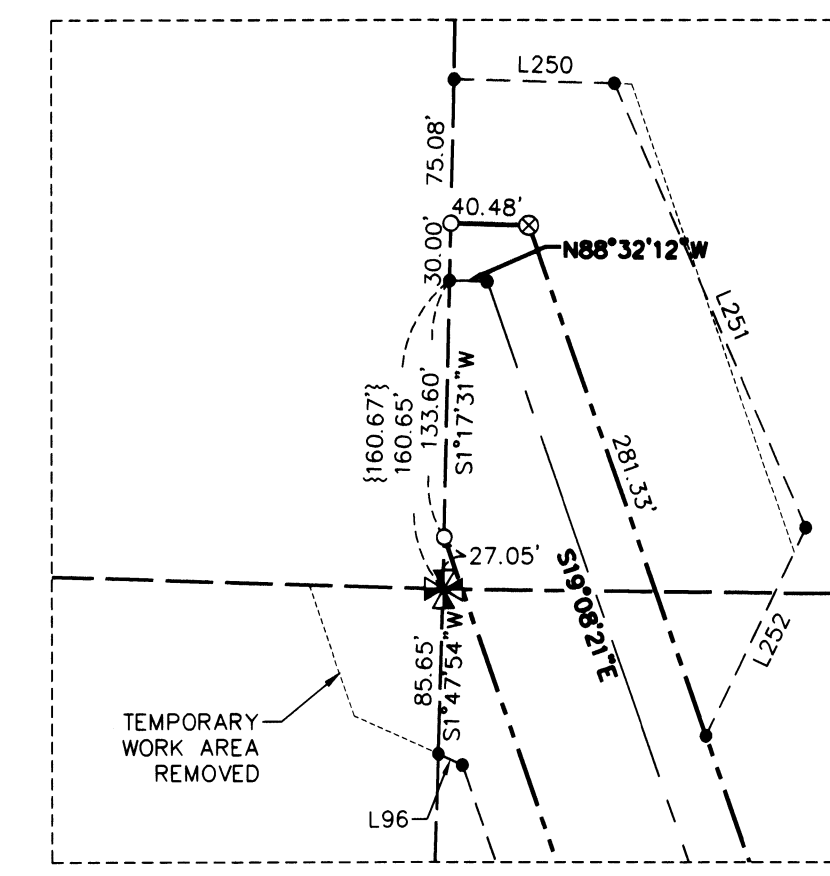 L250
75.08'
40.48'
30.00'
N88°32'12"W
L251
{160.67'}
160.65'
133.60'
S1°17'31"W
281.33'
27.05'
S19°08'21"E
L252
85.65'
S1°47'54"W
TEMPORARY
WORK AREA
REMOVED
L96